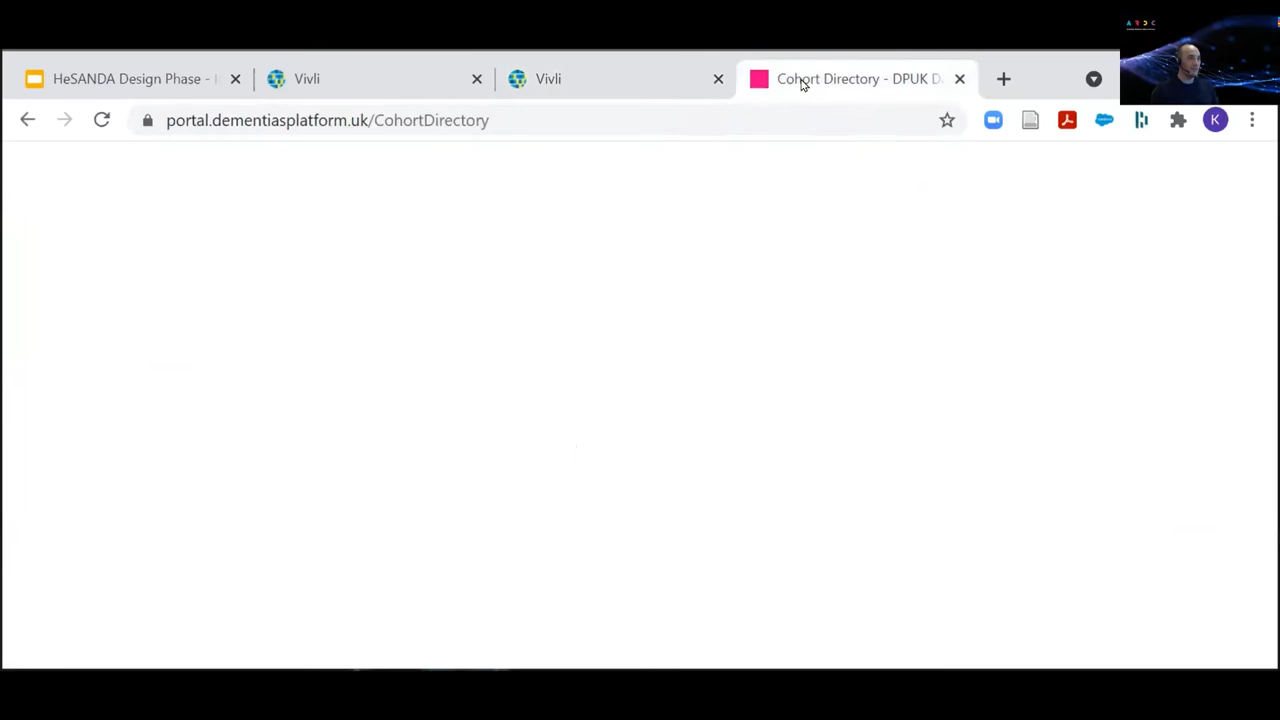 HeSANDA Design Phase -
Vivli
Vivli
Cohort Directory - DPUK D
portal.dementiasplatform.uk/CohortDirectory
K
A R D C